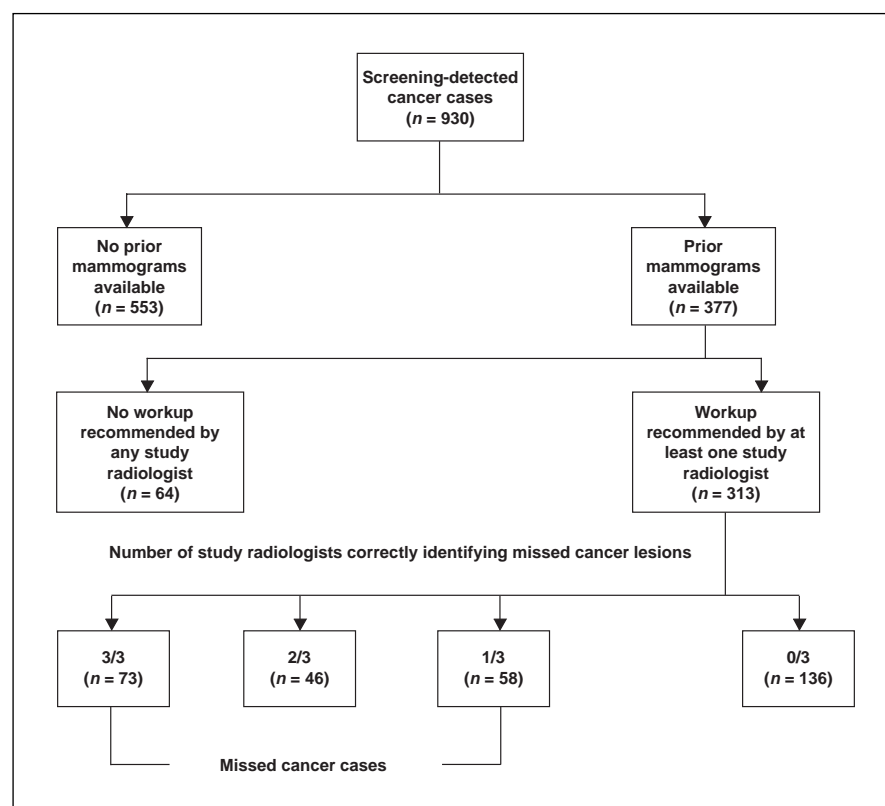 Screening-detected
cancer cases
(n = 930)
No prior
mammograms
available
(n = 553)
Prior
mammograms
available
(n = 377)
No workup
recommended by
any study
radiologist
(n = 64)
Workup
recommended by at
least one study
radiologist
(n = 313)
Number of study radiologists correctly identifying missed cancer lesions
3/3
(n = 73)
2/3
(n = 46)
1/3
(n = 58)
0/3
(n = 136)
Missed cancer cases